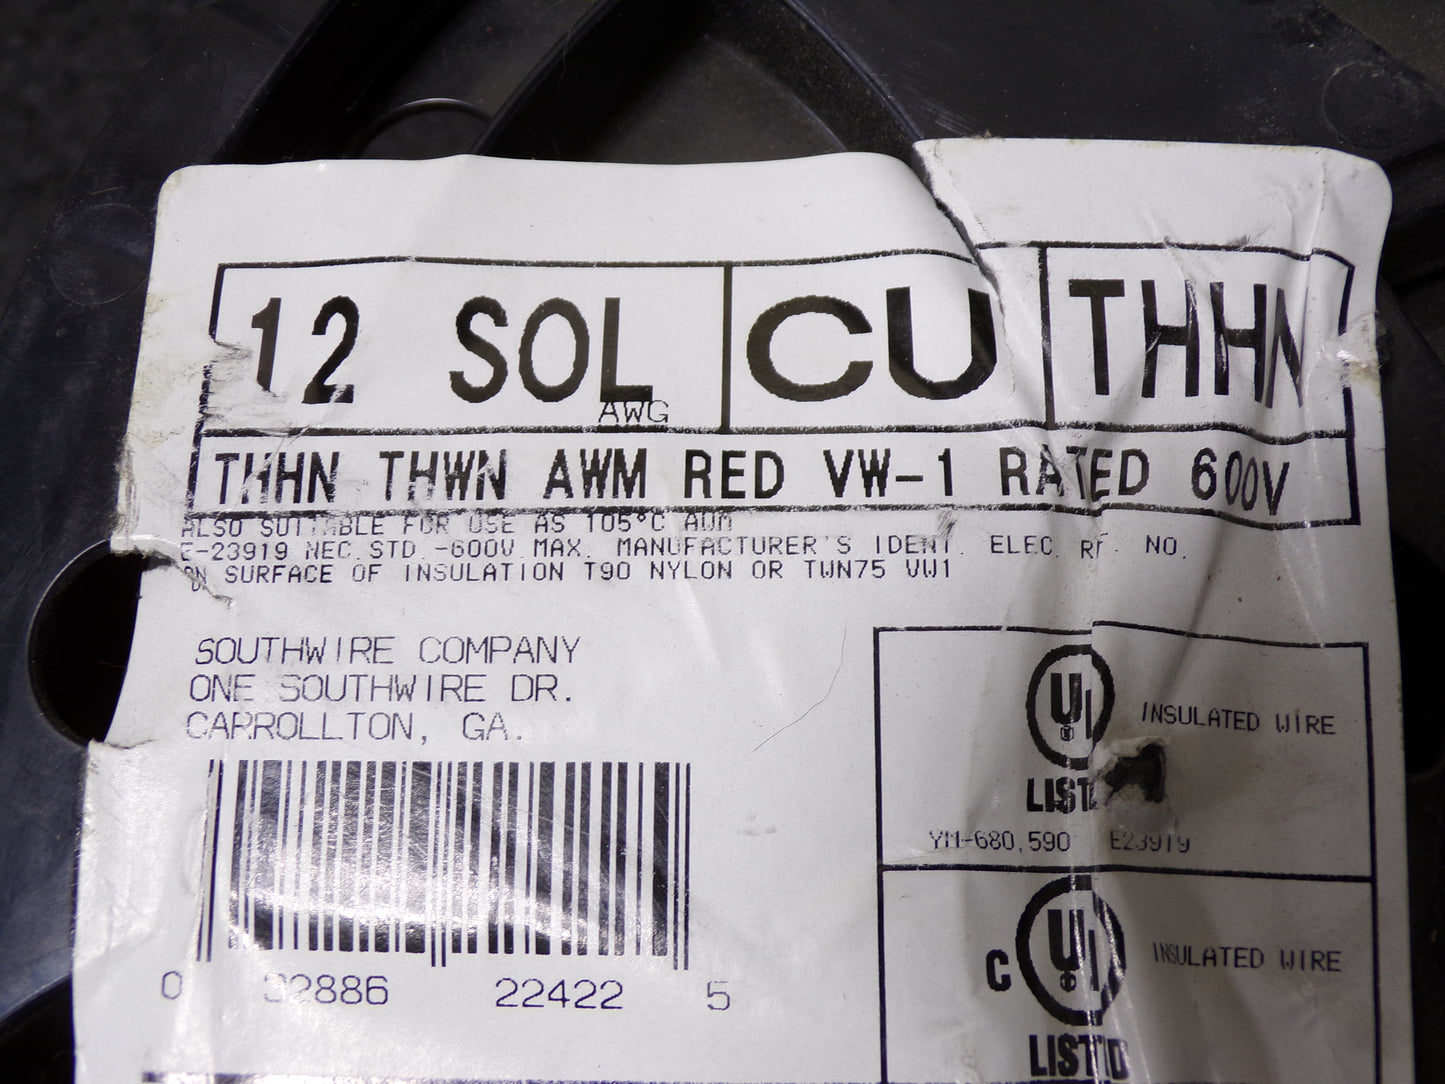 12 SOL CU THHN
AWG
THHN THWN AWM RED VW-1 RATED 600V
ALSO SUITABLE FOR USE AS 105°C AWM
E-23919 NEC.STD.-600V.MAX. MANUFACTURER'S IDENT. ELEC. RF. NO.
ON SURFACE OF INSULATION T90 NYLON OR TWN75 VW1
SOUTHWIRE COMPANY
ONE SOUTHWIRE DR.
CARROLLTON, GA.
0 32886 22422 5
UL INSULATED WIRE
LISTED
YM-680,590 E23919
C UL INSULATED WIRE
LISTED